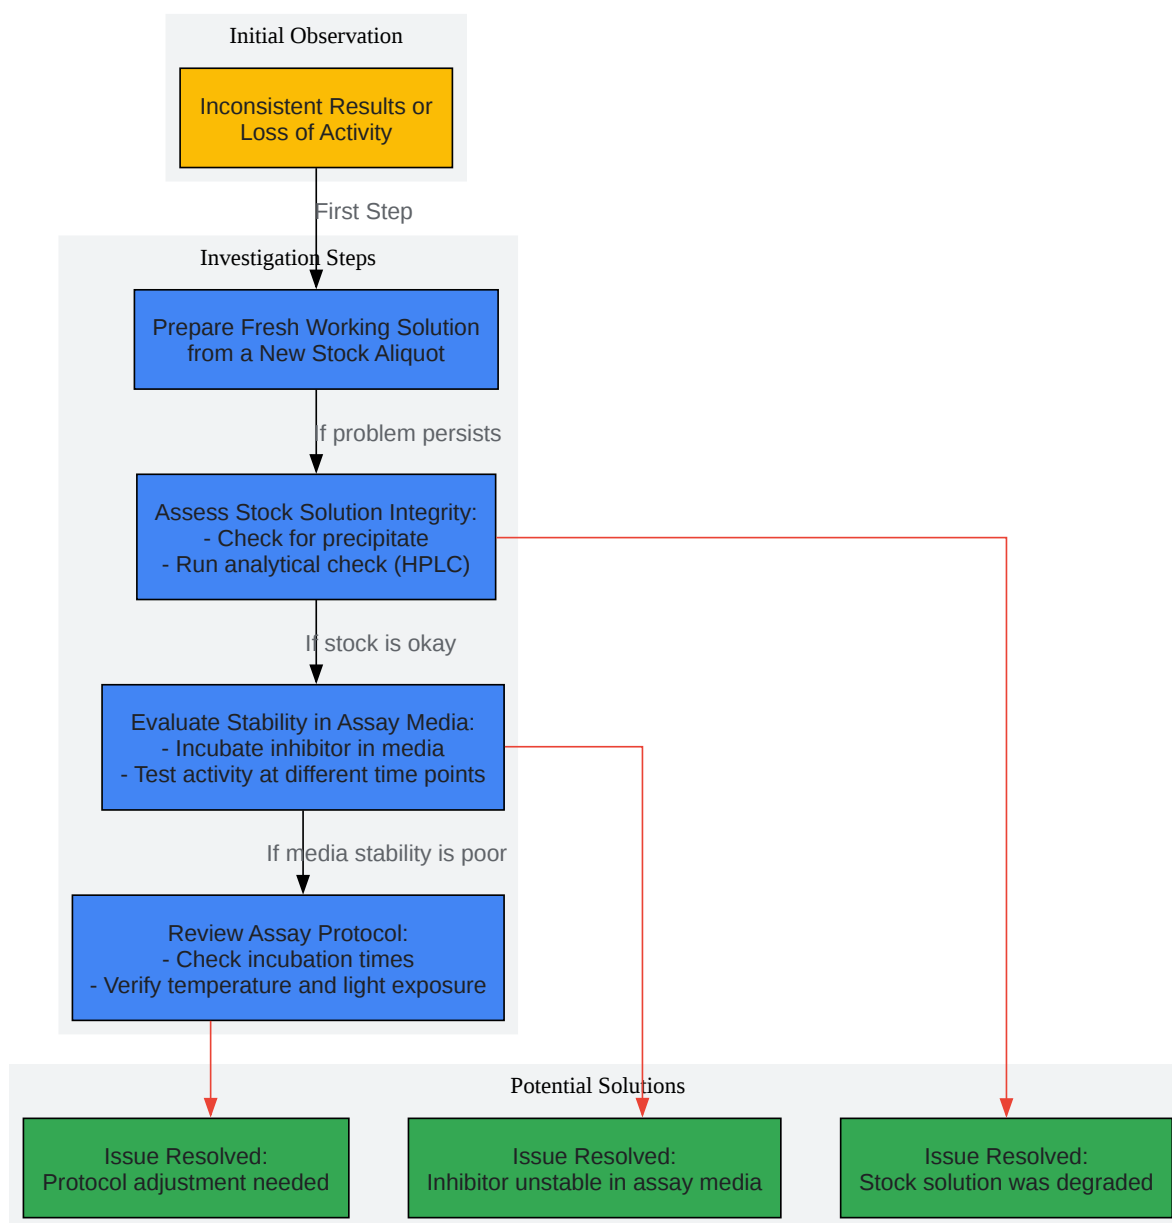 Initial Observation
Inconsistent Results or
Loss of Activity
First Step
Investigation Steps
Prepare Fresh Working Solution
from a New Stock Aliquot
If problem persists
Assess Stock Solution Integrity:
- Check for precipitate
- Run analytical check (HPLC)
If stock is okay
Evaluate Stability in Assay Media:
- Incubate inhibitor in media
- Test activity at different time points
If media stability is poor
Review Assay Protocol:
- Check incubation times
- Verify temperature and light exposure
Potential Solutions
Issue Resolved:
Protocol adjustment needed
Issue Resolved:
Inhibitor unstable in assay media
Issue Resolved:
Stock solution was degraded